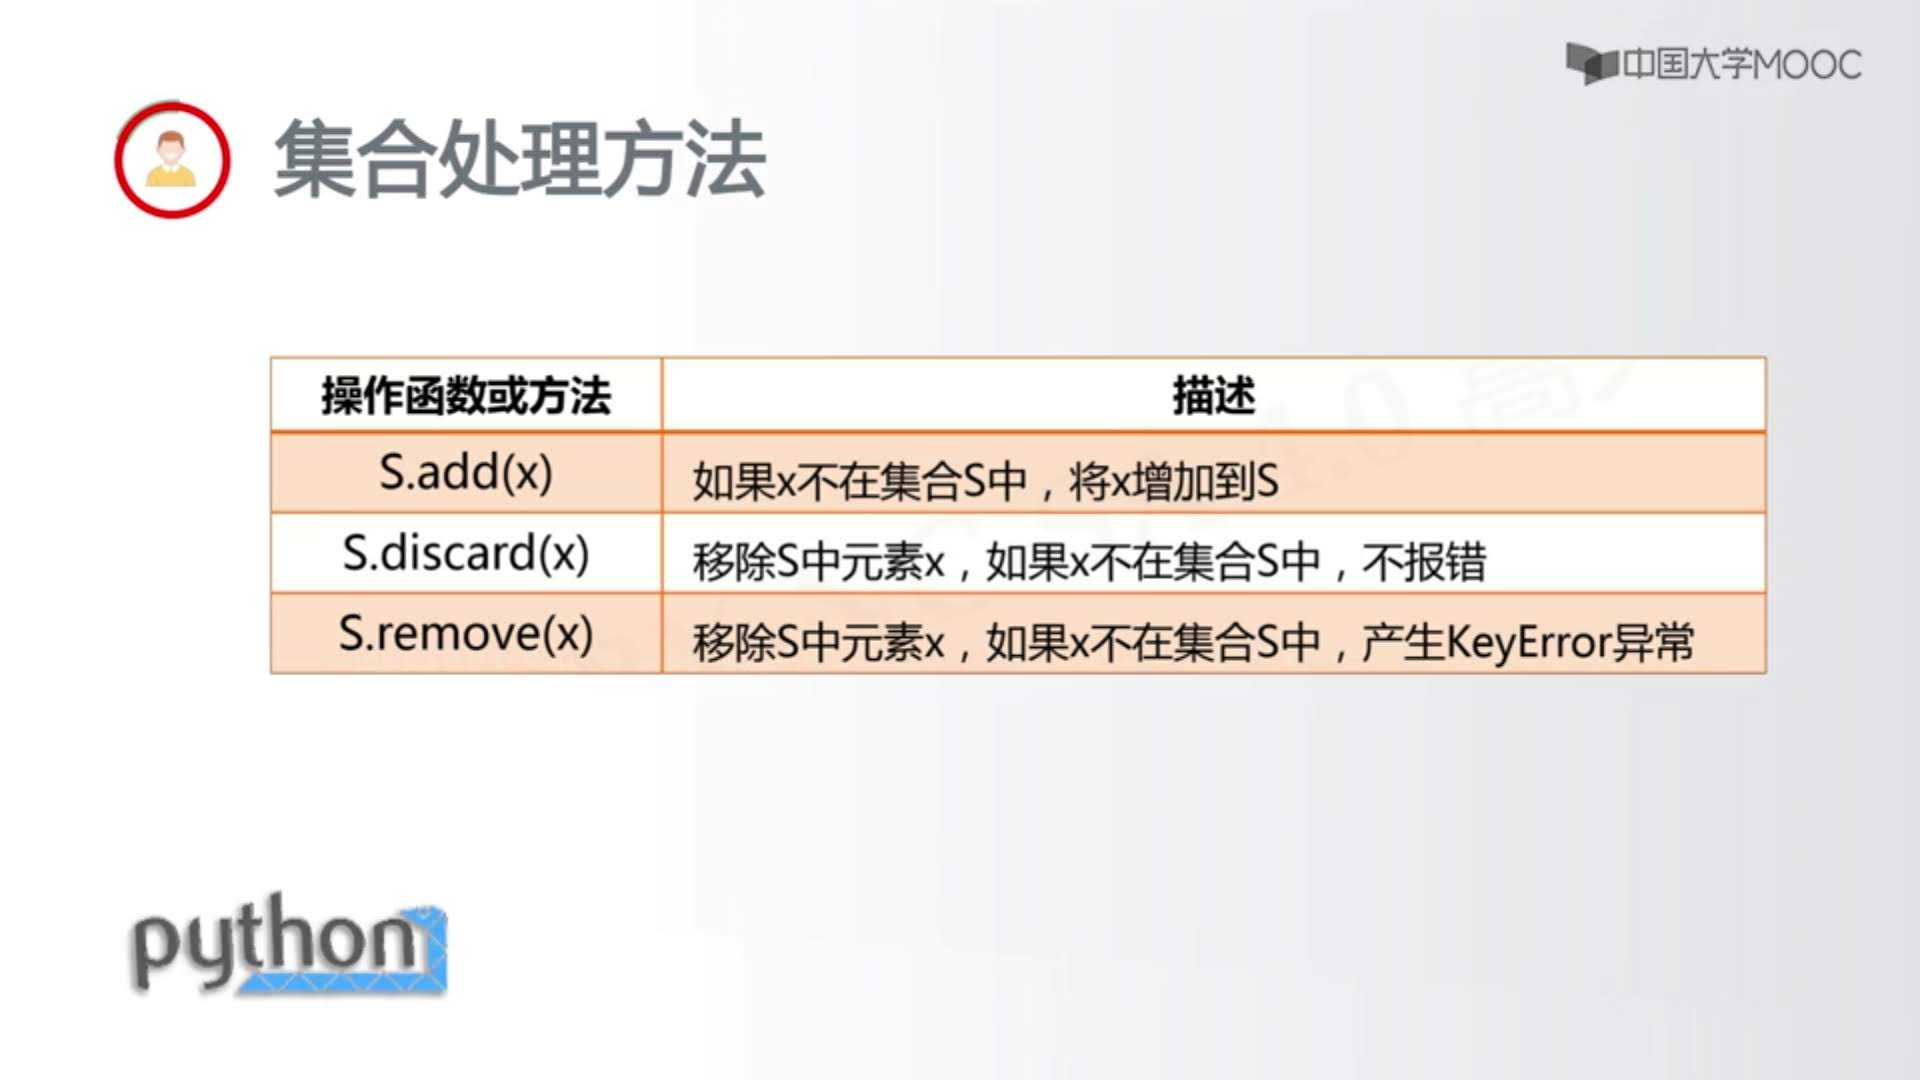 中国大学MOOC
集合处理方法
操作函数或方法 描述
S.add(x) 如果x不在集合S中，将x增加到S
S.discard(x) 移除S中元素x，如果x不在集合S中，不报错
S.remove(x) 移除S中元素x，如果x不在集合S中，产生KeyError异常
python